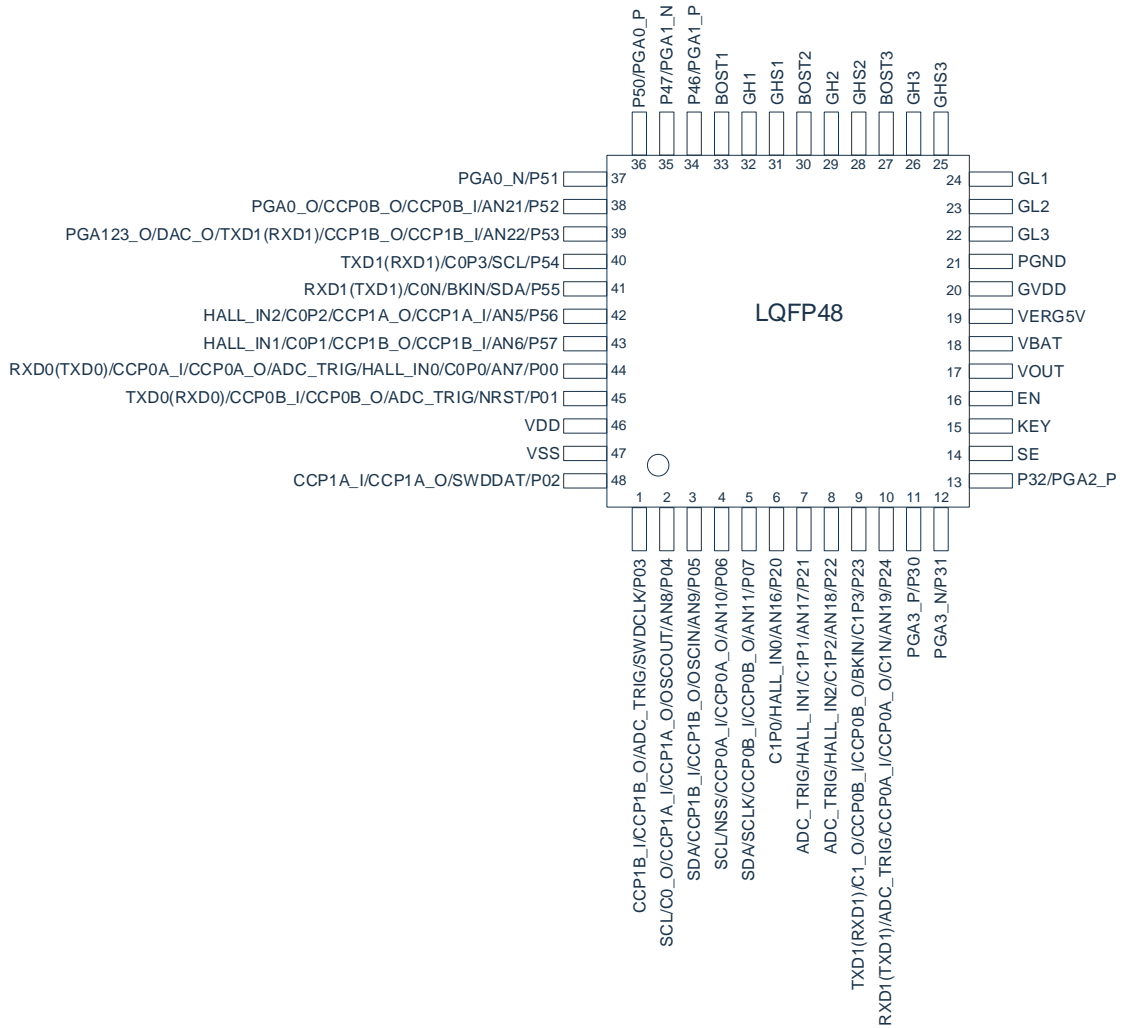 P50/PGA0_P
P47/PGA1_N
P46/PGA1_P
BOST1
GH1
GHS1
BOST2
GH2
GHS2
BOST3
GH3
GHS3
36 35 34 33 32 31 30 29 28 27 26 25
PGA0_N/P51 37
PGA0_O/CCP0B_O/CCP0B_I/AN21/P52 38
PGA123_O/DAC_O/TXD1(RXD1)/CCP1B_O/CCP1B_I/AN22/P53 39
TXD1(RXD1)/C0P3/SCL/P54 40
RXD1(TXD1)/C0N/BKIN/SDA/P55 41
HALL_IN2/C0P2/CCP1A_O/CCP1A_I/AN5/P56 42
HALL_IN1/C0P1/CCP1B_O/CCP1B_I/AN6/P57 43
RXD0(TXD0)/CCP0A_I/CCP0A_O/ADC_TRIG/HALL_IN0/C0P0/AN7/P00 44
TXD0(RXD0)/CCP0B_I/CCP0B_O/ADC_TRIG/NRST/P01 45
VDD 46
VSS 47
CCP1A_I/CCP1A_O/SWDDAT/P02 48
LQFP48
24 GL1
23 GL2
22 GL3
21 PGND
20 GVDD
19 VERG5V
18 VBAT
17 VOUT
16 EN
15 KEY
14 SE
13 P32/PGA2_P
1 2 3 4 5 6 7 8 9 10 11 12
CCP1B_I/CCP1B_O/ADC_TRIG/SWDCLK/P03
SCL/C0_O/CCP1A_I/CCP1A_O/OSCOUT/AN8/P04
SDA/CCP1B_I/CCP1B_O/OSCIN/AN9/P05
SCL/NSS/CCP0A_I/CCP0A_O/AN10/P06
SDA/SCLK/CCP0B_I/CCP0B_O/AN11/P07
C1P0/HALL_IN0/AN16/P20
ADC_TRIG/HALL_IN1/C1P1/AN17/P21
ADC_TRIG/HALL_IN2/C1P2/AN18/P22
TXD1(RXD1)/C1_O/CCP0B_I/CCP0B_O/BKIN/C1P3/P23
RXD1(TXD1)/ADC_TRIG/CCP0A_I/CCP0A_O/C1N/AN19/P24
PGA3_P/P30
PGA3_N/P31